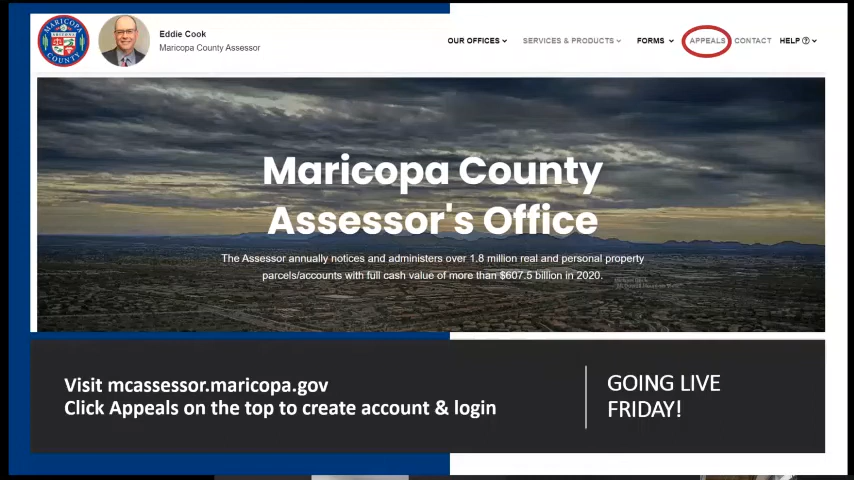 MARICOPA
COUNTY
Eddie Cook
Maricopa County Assessor
OUR OFFICES
SERVICES & PRODUCTS
FORMS
APPEALS
CONTACT
HELP
Maricopa County
Assessor's Office
The Assessor annually notices and administers over 1.8 million real and personal property
parcels/accounts with full cash value of more than $607.5 billion in 2020.
Visit mcassessor.maricopa.gov
Click Appeals on the top to create account & login
GOING LIVE
FRIDAY!